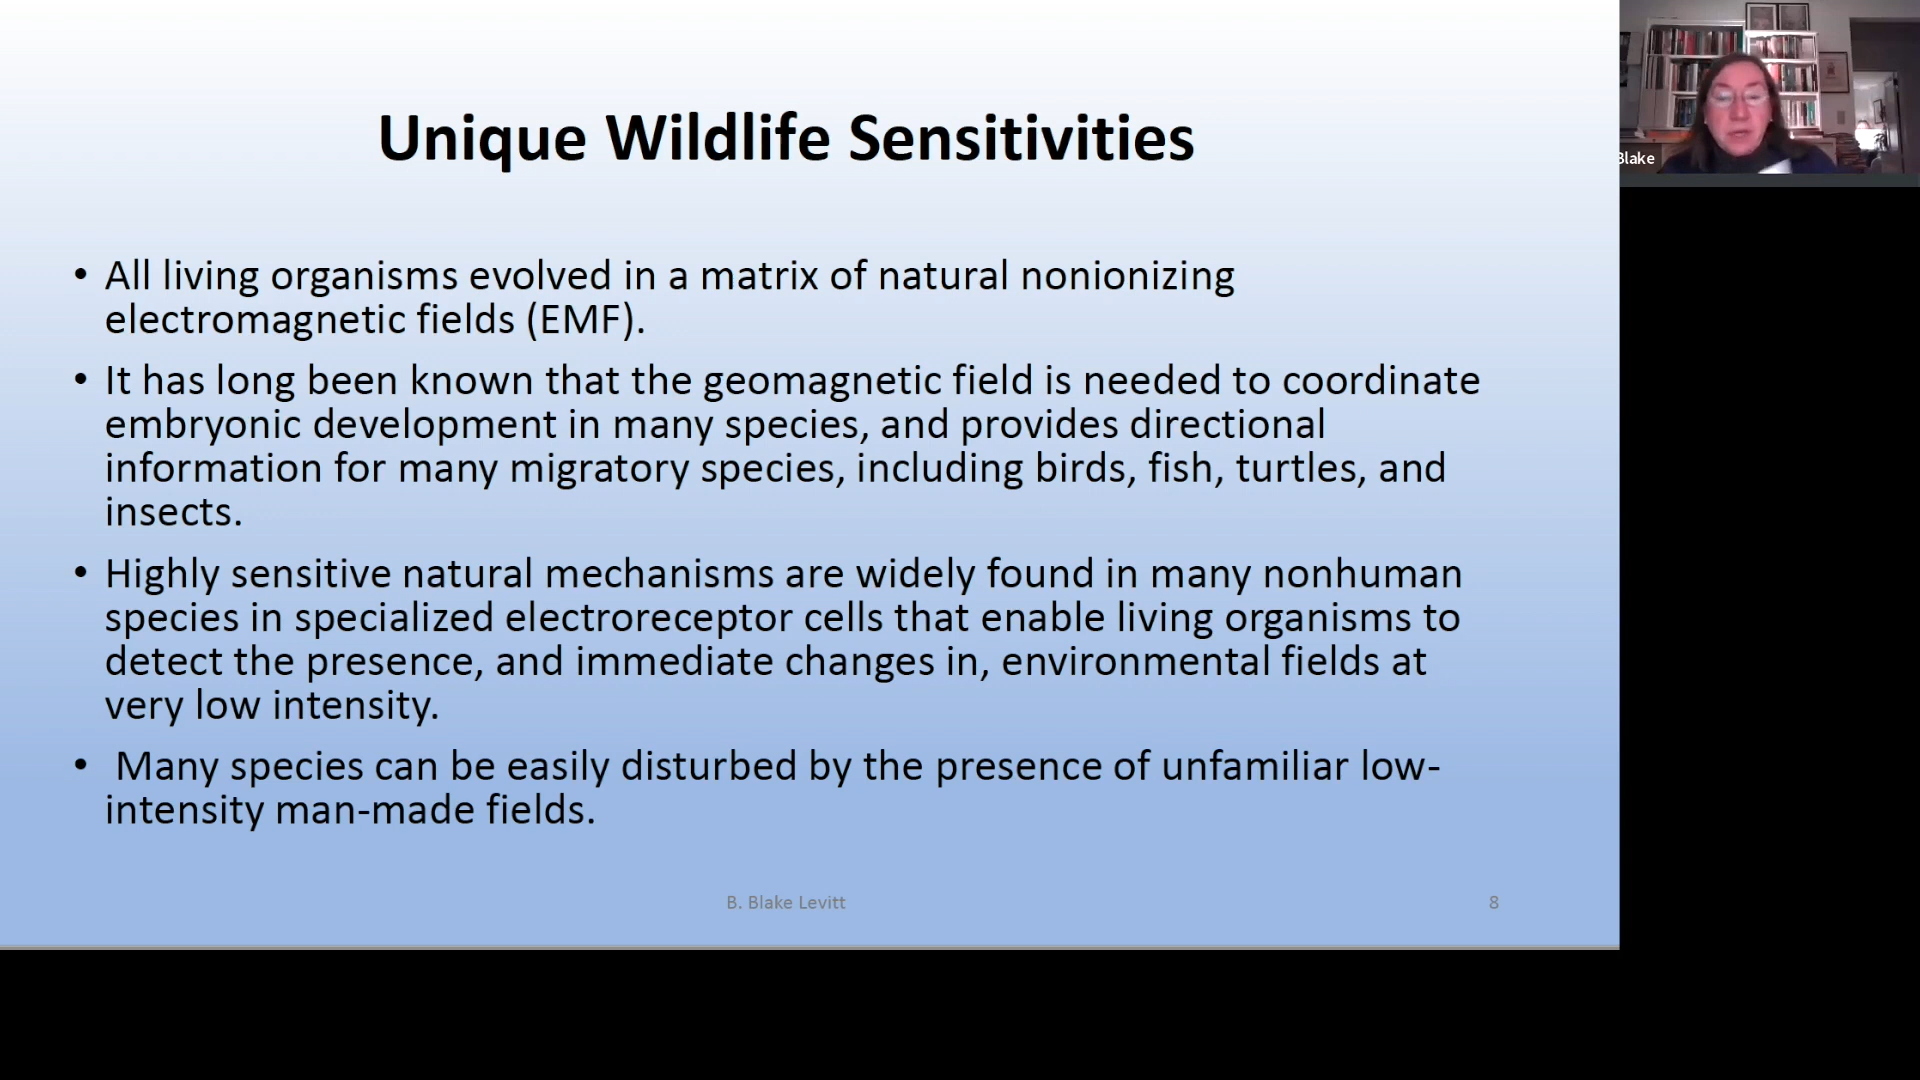 Unique Wildlife Sensitivities
• All living organisms evolved in a matrix of natural nonionizing
electromagnetic fields (EMF).
• It has long been known that the geomagnetic field is needed to coordinate
embryonic development in many species, and provides directional
information for many migratory species, including birds, fish, turtles, and
insects.
• Highly sensitive natural mechanisms are widely found in many nonhuman
species in specialized electroreceptor cells that enable living organisms to
detect the presence, and immediate changes in, environmental fields at
very low intensity.
• Many species can be easily disturbed by the presence of unfamiliar low-
intensity man-made fields.
B. Blake Levitt
8
Blake